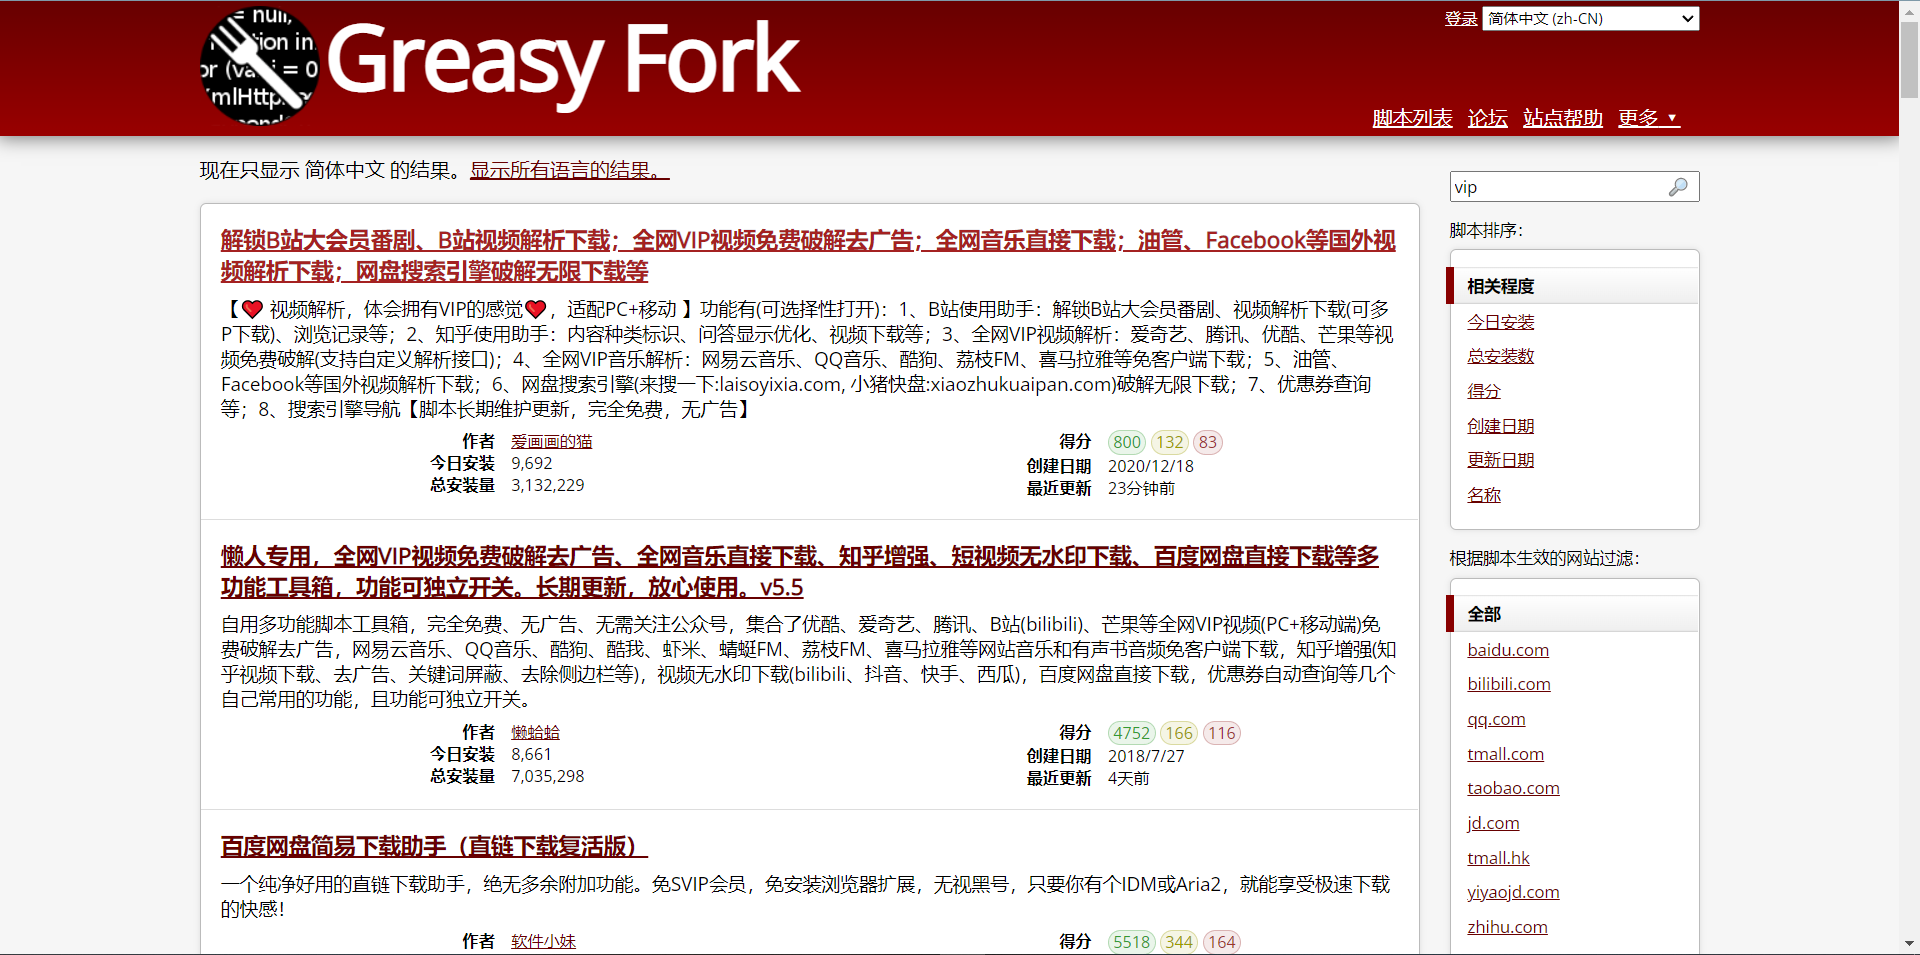 null,
tion in
or (va i = 0
mlHttp
Greasy Fork
登录 简体中文 (zh-CN)
脚本列表 论坛 站点帮助 更多 ▼
现在只显示 简体中文 的结果。显示所有语言的结果。
解锁B站大会员番剧、B站视频解析下载；全网VIP视频免费破解去广告；全网音乐直接下载；油管、Facebook等国外视
频解析下载；网盘搜索引擎破解无限下载等
【❤️ 视频解析，体会拥有VIP的感觉❤️，适配PC+移动 】功能有(可选择性打开)：1、B站使用助手：解锁B站大会员番剧、视频解析下载(可多
P下载)、浏览记录等；2、知乎使用助手：内容种类标识、问答显示优化、视频下载等；3、全网VIP视频解析：爱奇艺、腾讯、优酷、芒果等视
频免费破解(支持自定义解析接口)；4、全网VIP音乐解析：网易云音乐、QQ音乐、酷狗、荔枝FM、喜马拉雅等免客户端下载；5、油管、
Facebook等国外视频解析下载；6、网盘搜索引擎(来搜一下:laisoyixia.com, 小猪快盘:xiaozhukuaipan.com)破解无限下载；7、优惠券查询
等；8、搜索引擎导航【脚本长期维护更新，完全免费，无广告】
作者 爱画画的猫
今日安装 9,692
总安装量 3,132,229
得分 800 132 83
创建日期 2020/12/18
最近更新 23分钟前
懒人专用，全网VIP视频免费破解去广告、全网音乐直接下载、知乎增强、短视频无水印下载、百度网盘直接下载等多
功能工具箱，功能可独立开关。长期更新，放心使用。v5.5
自用多功能脚本工具箱，完全免费、无广告、无需关注公众号，集合了优酷、爱奇艺、腾讯、B站(bilibili)、芒果等全网VIP视频(PC+移动端)免
费破解去广告，网易云音乐、QQ音乐、酷狗、酷我、虾米、蜻蜓FM、荔枝FM、喜马拉雅等网站音乐和有声书音频免客户端下载，知乎增强(知
乎视频下载、去广告、关键词屏蔽、去除侧边栏等)，视频无水印下载(bilibili、抖音、快手、西瓜)，百度网盘直接下载，优惠券自动查询等几个
自己常用的功能，且功能可独立开关。
作者 懒蛤蛤
今日安装 8,661
总安装量 7,035,298
得分 4752 166 116
创建日期 2018/7/27
最近更新 4天前
百度网盘简易下载助手（直链下载复活版）
一个纯净好用的直链下载助手，绝无多余附加功能。免SVIP会员，免安装浏览器扩展，无视黑号，只要你有个IDM或Aria2，就能享受极速下载
的快感！
作者 软件小妹
得分 5518 344 164
vip
脚本排序：
相关程度
今日安装
总安装数
得分
创建日期
更新日期
名称
根据脚本生效的网站过滤：
全部
baidu.com
bilibili.com
qq.com
tmall.com
taobao.com
jd.com
tmall.hk
yiyaojd.com
zhihu.com